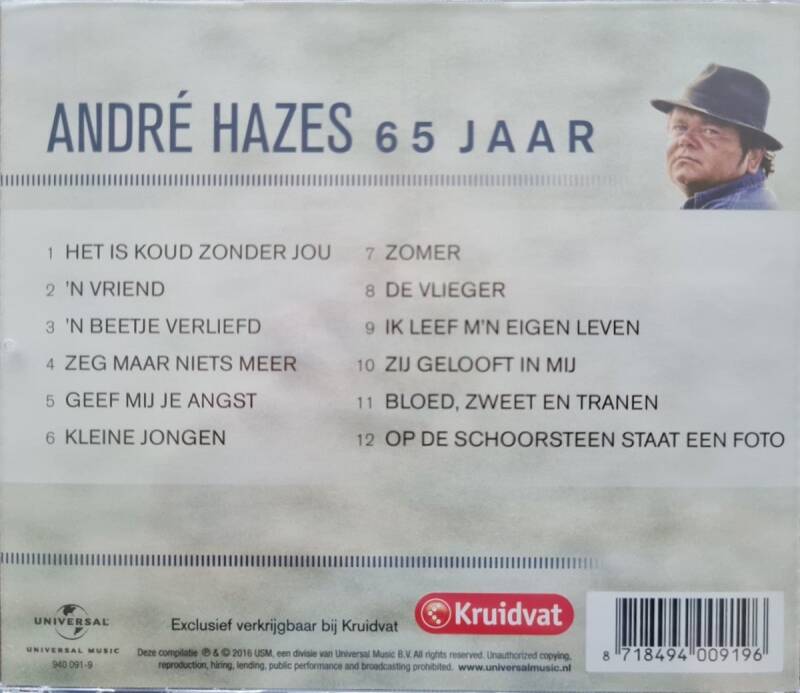 ANDRÉ HAZES 65 JAAR
1 HET IS KOUD ZONDER JOU
2 'N VRIEND
3 'N BEETJE VERLIEFD
4 ZEG MAAR NIETS MEER
5 GEEF MIJ JE ANGST
6 KLEINE JONGEN
7 ZOMER
8 DE VLIEGER
9 IK LEEF M'N EIGEN LEVEN
10 ZIJ GELOOFT IN MIJ
11 BLOED, ZWEET EN TRANEN
12 OP DE SCHOORSTEEN STAAT EEN FOTO
UNIVERSAL
UNIVERSAL MUSIC
940 091-9
Exclusief verkrijgbaar bij Kruidvat
Kruidvat
Deze compilatie ℗ & © 2016 USM, een divisie van Universal Music B.V. All rights reserved. Unauthorized copying,
reproduction, hiring, lending, public performance and broadcasting prohibited. www.universalmusic.nl
8 718494 009196